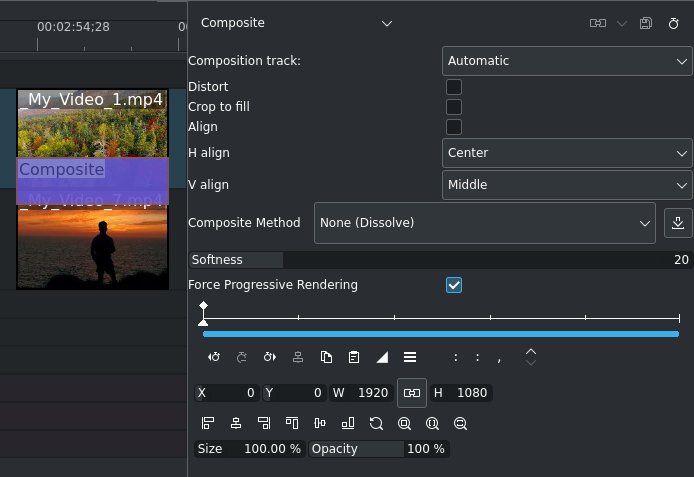 00:02:54;28
_My_Video_1.mp4
Composite
_My_Video_7.mp4
Composite
Composition track:
Automatic
Distort
Crop to fill
Align
H align
Center
V align
Middle
Composite Method
None (Dissolve)
Softness
20
Force Progressive Rendering
: : ,
X 0 Y 0 W 1920 H 1080
Size 100.00 % Opacity 100 %